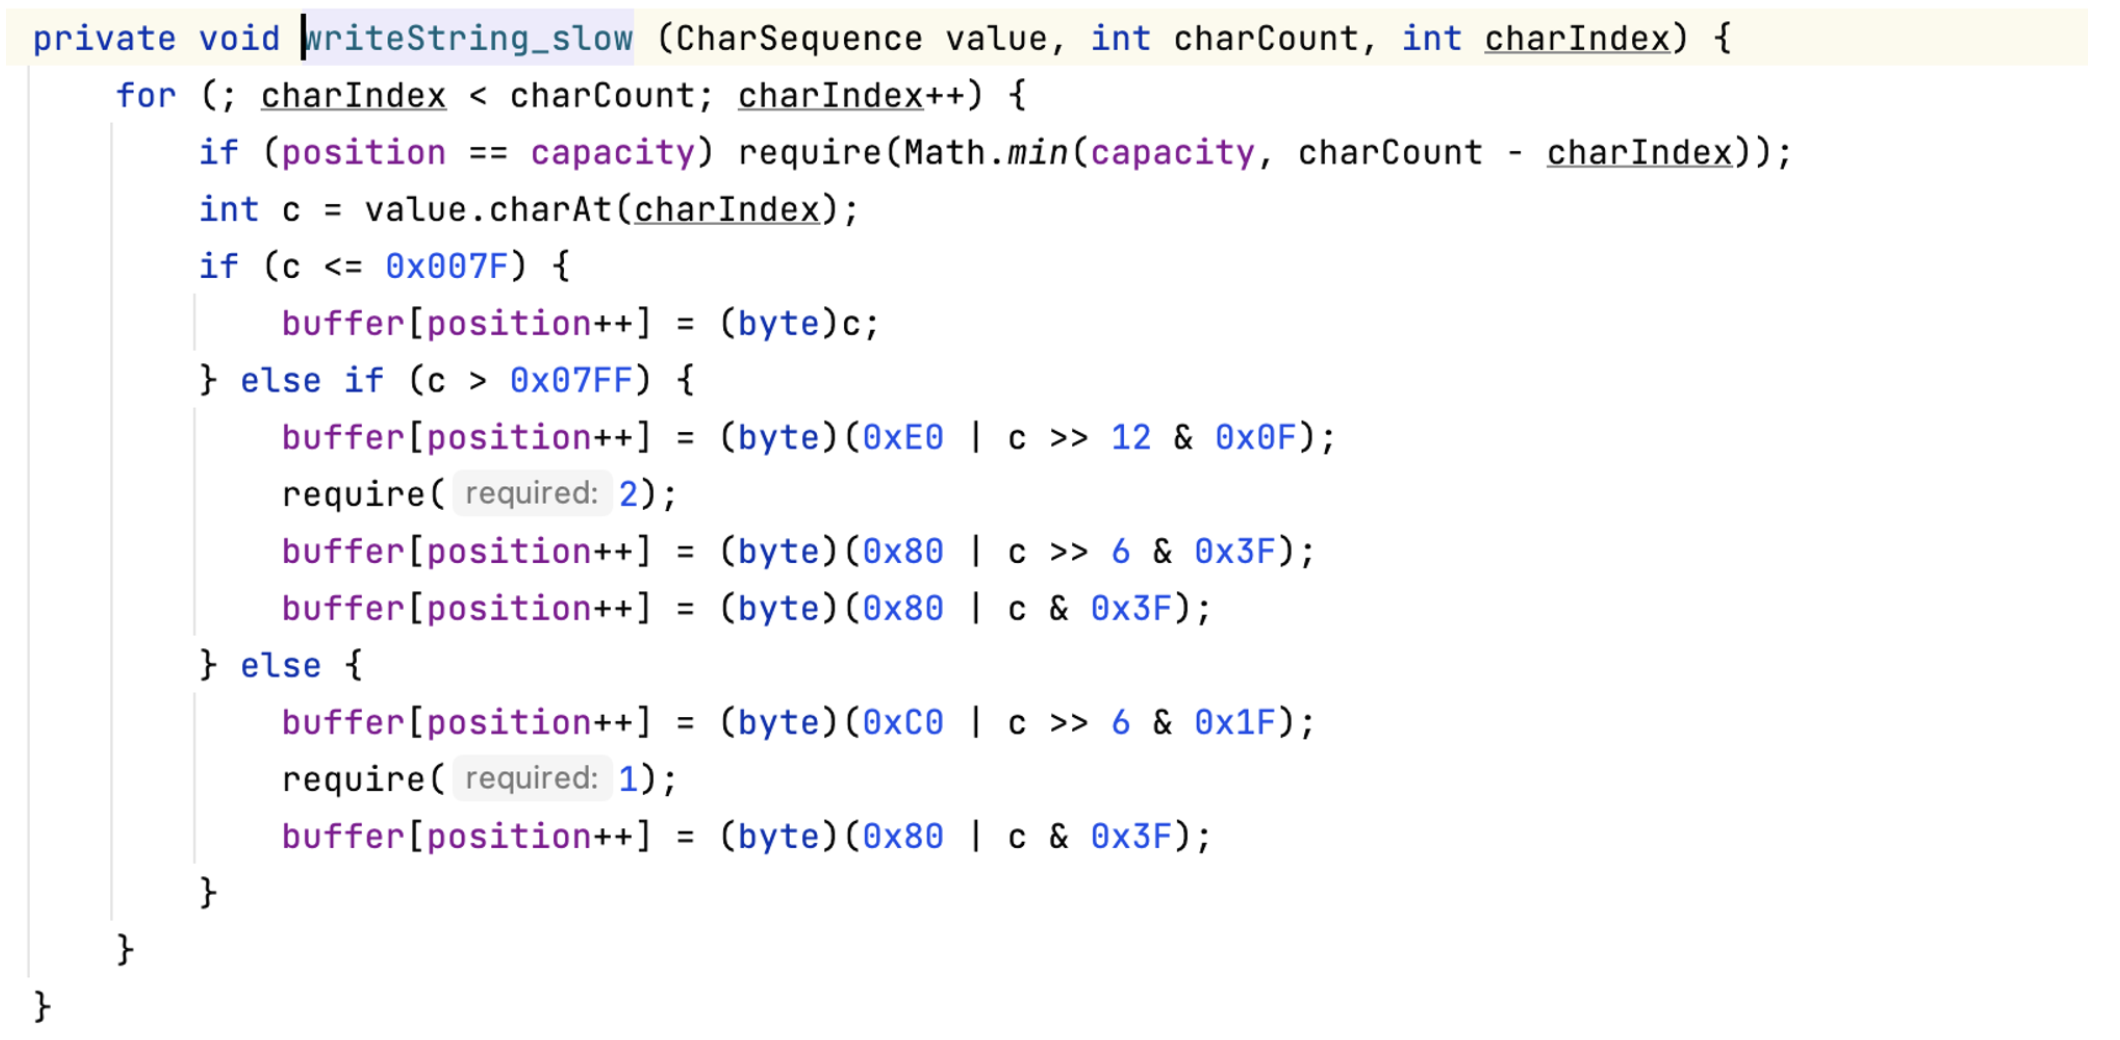 private void writeString_slow (CharSequence value, int charCount, int charIndex) {
    for (; charIndex < charCount; charIndex++) {
        if (position == capacity) require(Math.min(capacity, charCount - charIndex));
        int c = value.charAt(charIndex);
        if (c <= 0x007F) {
            buffer[position++] = (byte)c;
        } else if (c > 0x07FF) {
            buffer[position++] = (byte)(0xE0 | c >> 12 & 0x0F);
            require( required: 2);
            buffer[position++] = (byte)(0x80 | c >> 6 & 0x3F);
            buffer[position++] = (byte)(0x80 | c & 0x3F);
        } else {
            buffer[position++] = (byte)(0xC0 | c >> 6 & 0x1F);
            require( required: 1);
            buffer[position++] = (byte)(0x80 | c & 0x3F);
        }
    }
}